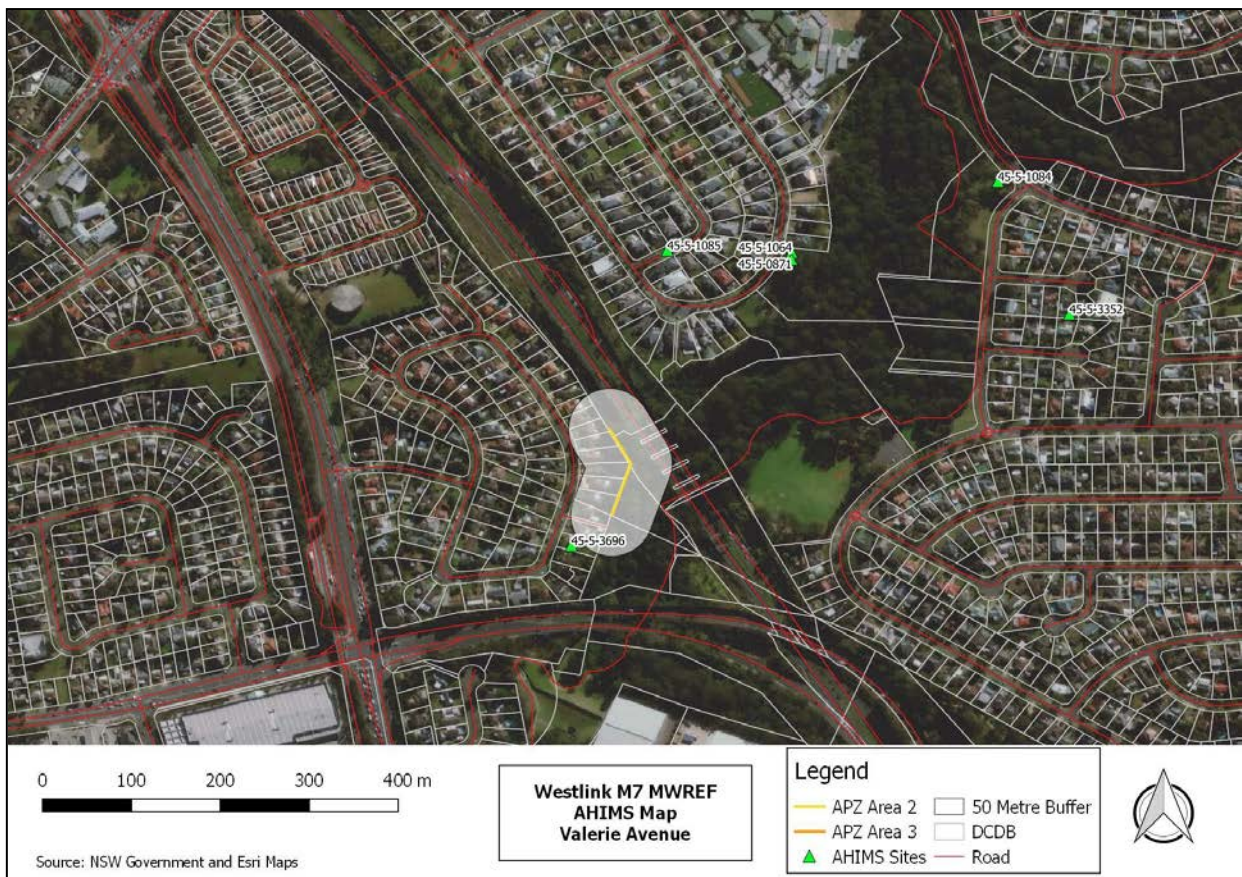 45-5-1084
45-5-1085
45-5-1064
45-5-0871
45-5-3352
45-5-3696
0 100 200 300 400 m
Source: NSW Government and Esri Maps
Westlink M7 MWREF
AHIMS Map
Valerie Avenue
Legend
APZ Area 2
50 Metre Buffer
APZ Area 3
DCDB
AHIMS Sites
Road